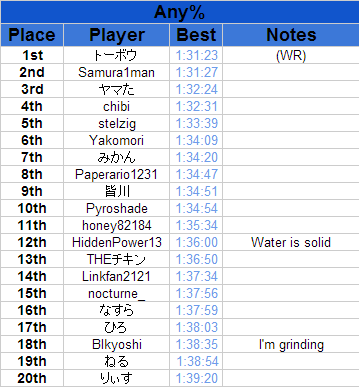 Any%
Place Player Best Notes
1st トーボウ 1:31:23 (WR)
2nd Samura1man 1:31:27
3rd ヤマた 1:32:24
4th chibi 1:32:31
5th stelzig 1:33:39
6th Yakomori 1:34:09
7th みかん 1:34:20
8th Paperario1231 1:34:47
9th 皆川 1:34:51
10th Pyroshade 1:34:54
11th honey82184 1:35:34
12th HiddenPower13 1:36:00 Water is solid
13th THEチキン 1:36:50
14th Linkfan2121 1:37:34
15th nocturne_ 1:37:56
16th なすら 1:37:59
17th ひろ 1:38:03
18th Blkyoshi 1:38:35 I'm grinding
19th ねる 1:38:54
20th りぃす 1:39:20